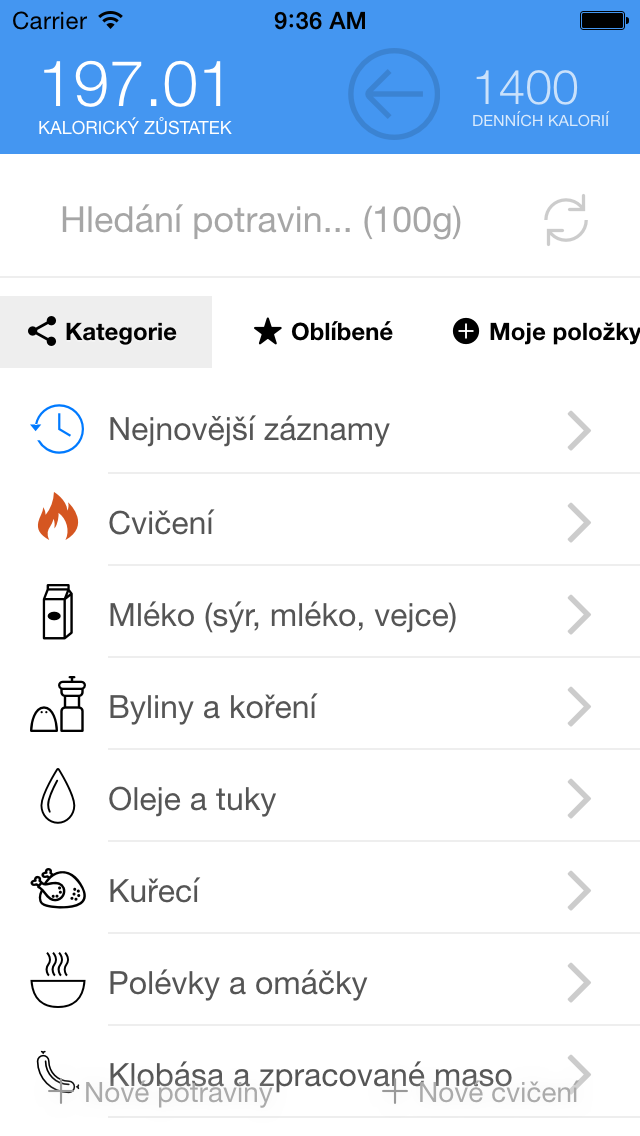 Carrier 9:36 AM
197.01 1400
KALORICKÝ ZŮSTATEK DENNÍCH KALORIÍ
Hledání potravin... (100g)
Kategorie Oblíbené Moje položky
Nejnovější záznamy
Cvičení
Mléko (sýr, mléko, vejce)
Byliny a koření
Oleje a tuky
Kuřecí
Polévky a omáčky
Klobása a zpracované maso
Nové potraviny Nové cvičení